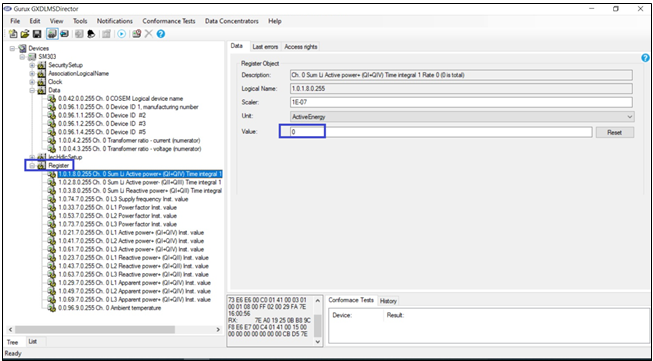 Gurux GXDLMSDirector
File Edit View Tools Notifications Conformance Tests Data Concentrators Help
Devices
SM303
SecuritySetup
AssociationLogicalName
Clock
Data
0.0.42.0.0.255 Ch. 0 COSEM Logical device name
0.0.96.1.0.255 Ch. 0 Device ID 1, manufacturing number
0.0.96.1.1.255 Ch. 0 Device ID #2
0.0.96.1.2.255 Ch. 0 Device ID #3
0.0.96.1.4.255 Ch. 0 Device ID #5
1.0.0.4.2.255 Ch. 0 Transformer ratio - current (numerator)
1.0.0.4.3.255 Ch. 0 Transformer ratio - voltage (numerator)
IecHdlcSetup
Register
1.0.1.8.0.255 Ch. 0 Sum Li Active power+ (QI+QIV) Time integral 1
1.0.2.8.0.255 Ch. 0 Sum Li Active power- (QII+QIII) Time integral 1
1.0.3.8.0.255 Ch. 0 Sum Li Reactive power+ (QI+QII) Time integral
1.0.74.7.0.255 Ch. 0 L3 Supply frequency Inst. value
1.0.33.7.0.255 Ch. 0 L1 Power factor Inst. value
1.0.53.7.0.255 Ch. 0 L2 Power factor Inst. value
1.0.73.7.0.255 Ch. 0 L3 Power factor Inst. value
1.0.21.7.0.255 Ch. 0 L1 Active power+ (QI+QIV) Inst. value
1.0.41.7.0.255 Ch. 0 L2 Active power+ (QI+QIV) Inst. value
1.0.61.7.0.255 Ch. 0 L3 Active power+ (QI+QIV) Inst. value
1.0.23.7.0.255 Ch. 0 L1 Reactive power+ (QI+QII) Inst. value
1.0.43.7.0.255 Ch. 0 L2 Reactive power+ (QI+QII) Inst. value
1.0.63.7.0.255 Ch. 0 L3 Reactive power+ (QI+QII) Inst. value
1.0.29.7.0.255 Ch. 0 L1 Apparent power+ (QI+QIV) Inst. value
1.0.49.7.0.255 Ch. 0 L2 Apparent power+ (QI+QIV) Inst. value
1.0.69.7.0.255 Ch. 0 L3 Apparent power+ (QI+QIV) Inst. value
0.0.96.9.0.255 Ch. 0 Ambient temperature
Tree List
Ready
Data Last errors Access rights
Register Object
Description: Ch. 0 Sum Li Active power+ (QI+QIV) Time integral 1 Rate 0 (0 is total)
Logical Name: 1.0.1.8.0.255
Scaler: 1E-07
Unit: ActiveEnergy
Value: 0 Reset
73 E6 E6 00 C0 01 41 00 03 01
00 01 08 00 FF 02 00 29 FA 7E
16:00:56
RX: 7E A0 19 25 0B B8 9C
F8 E6 E7 00 C4 01 41 00 15 00
00 00 00 00 00 00 00 CB D5 7E
Conformace Tests History
Device: Result: